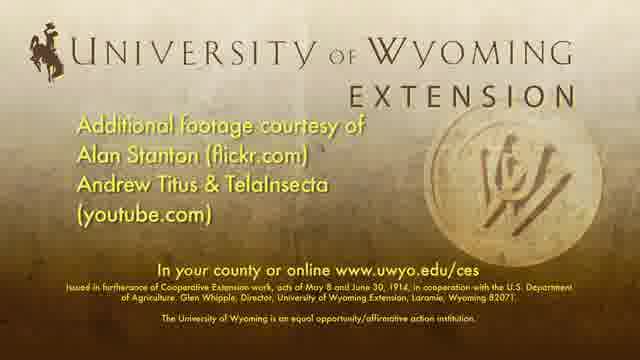 UNIVERSITY OF WYOMING
EXTENSION
Additional footage courtesy of
Alan Stanton (flickr.com)
Andrew Titus & TelaInsecta
(youtube.com)
In your county or online www.uwyo.edu/ces
Issued in furtherance of Cooperative Extension work, acts of May 8 and June 30, 1914, in cooperation with the U.S. Department
of Agriculture. Glen Whipple, Director, University of Wyoming Extension, Laramie, Wyoming 82071.
The University of Wyoming is an equal opportunity/affirmative action institution.